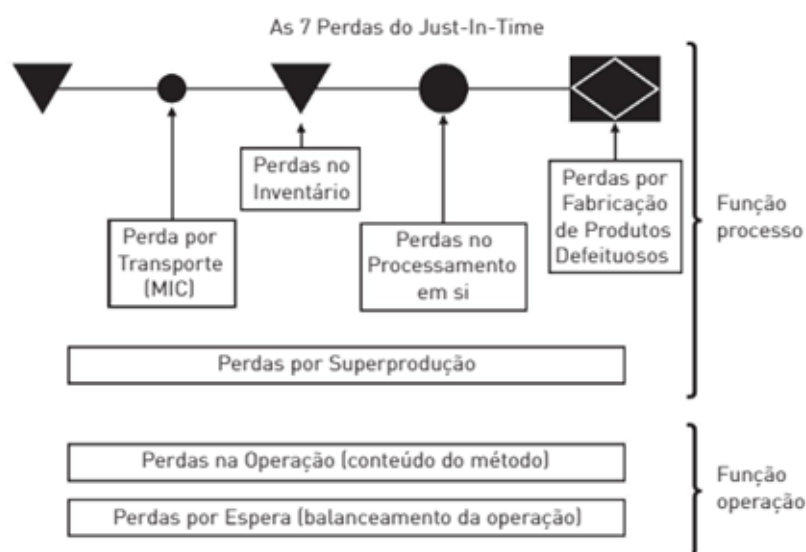 As 7 Perdas do Just-In-Time
Perdas no
Inventário
Perda por
Transporte
(MIC)
Perdas no
Processamento
em si
Perdas por
Fabricação
de Produtos
Defeituosos
Função
processo
Perdas por Superprodução
Perdas na Operação (conteúdo do método)
Perdas por Espera (balanceamento da operação)
Função
operação